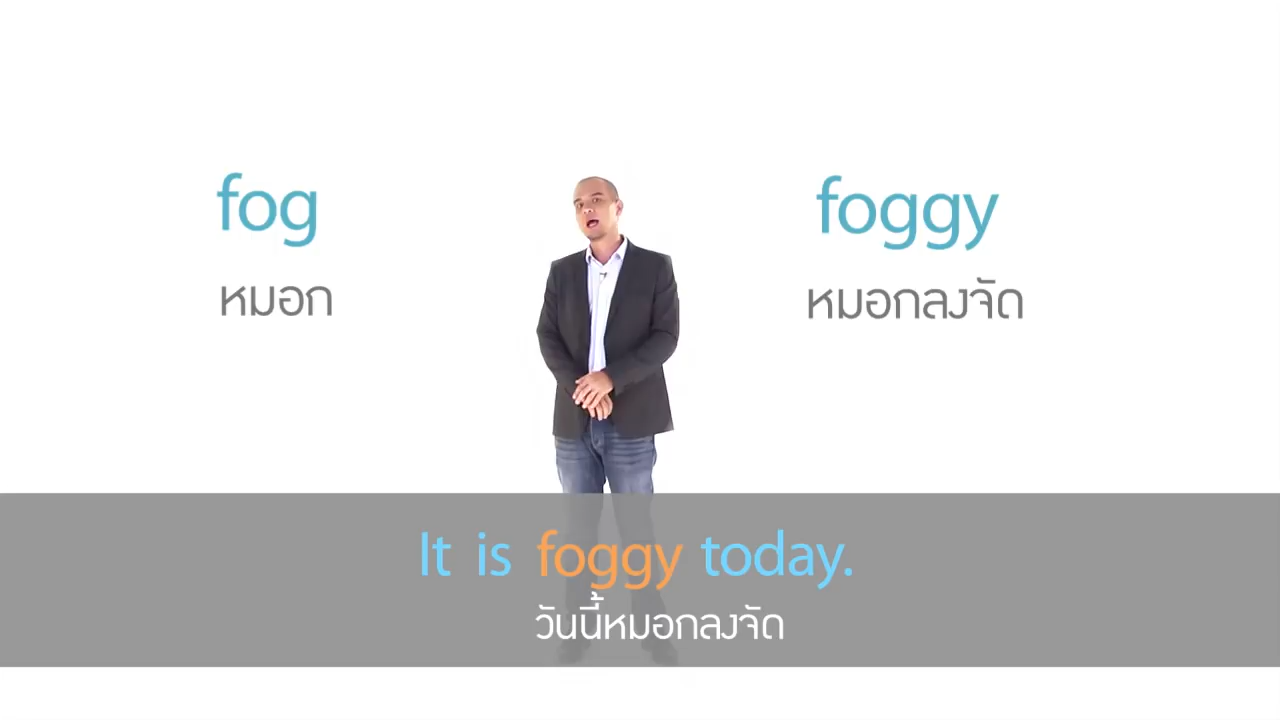 fog
หมอก
foggy
หมอกลงจัด
It is foggy today.
วันนี้หมอกลงจัด